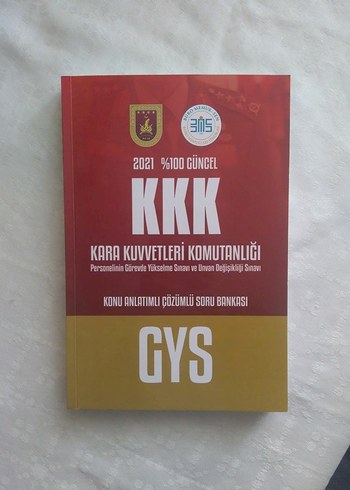 2021 %100 GÜNCEL
KKK
KARA KUVVETLERİ KOMUTANLIĞI
Personelinin Görevde Yükselme Sınavı ve Unvan Değişikliği Sınavı
KONU ANLATIMLI ÇÖZÜMLÜ SORU BANKASI
GYS